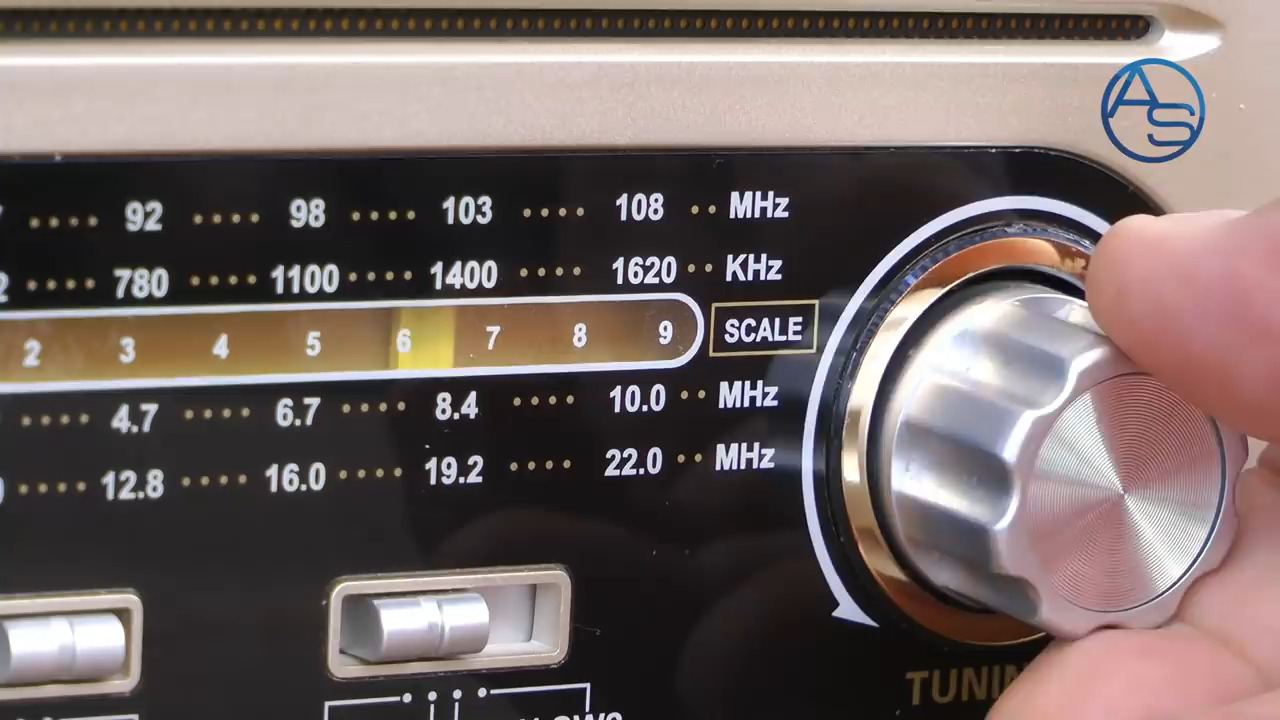 AS
92 98 103 108 MHz
780 1100 1400 1620 KHz
2 3 4 5 6 7 8 9 SCALE
4.7 6.7 8.4 10.0 MHz
12.8 16.0 19.2 22.0 MHz